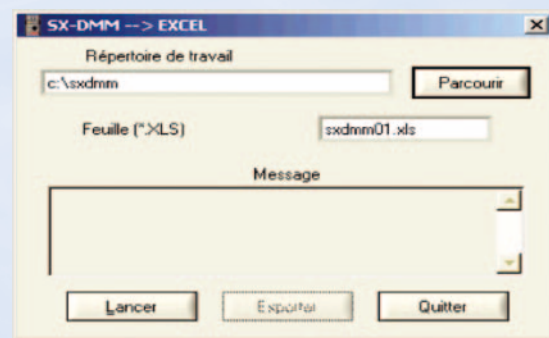 SX-DMM --> EXCEL
Répertoire de travail
c:\sxdmm
Parcourir
Feuille (*.XLS)
sxdmm01.xls
Message
Lancer
Exporter
Quitter